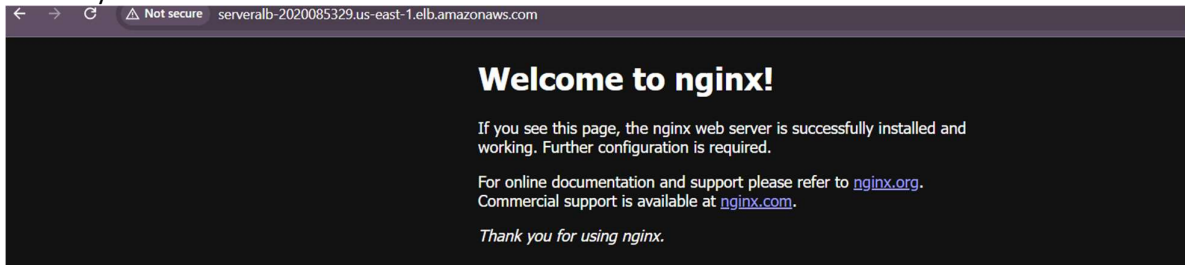 Not secure serveralb-2020085329.us-east-1.elb.amazonaws.com
Welcome to nginx!
If you see this page, the nginx web server is successfully installed and
working. Further configuration is required.
For online documentation and support please refer to nginx.org.
Commercial support is available at nginx.com.
Thank you for using nginx.